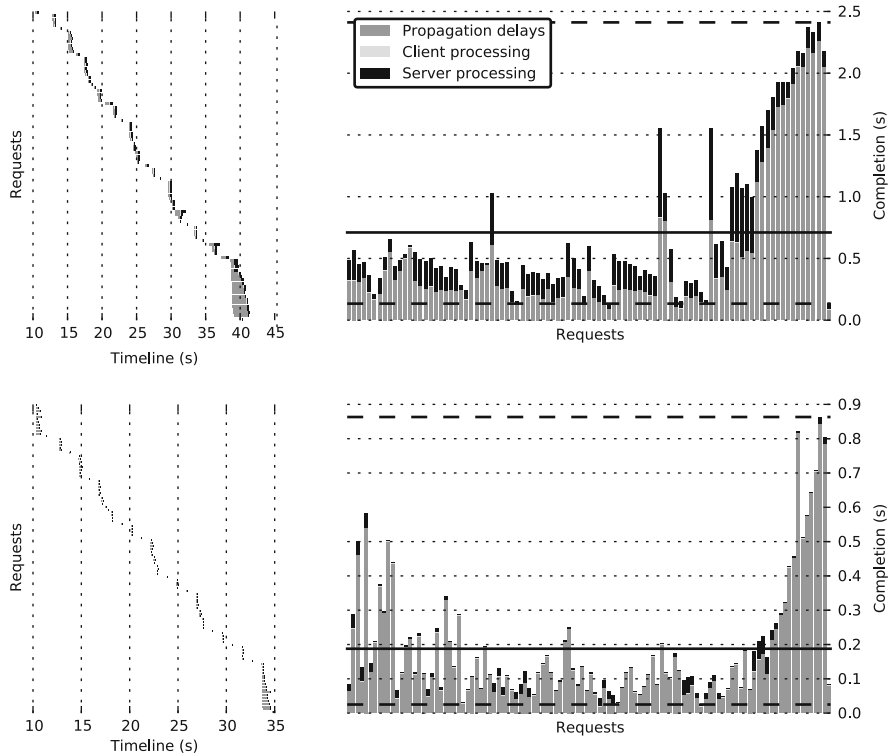 Requests
10 15 20 25 30 35 40 45
Timeline (s)
Propagation delays
Client processing
Server processing
2.5
2.0
1.5
1.0
0.5
0.0
Completion (s)
Requests
Requests
10 15 20 25 30 35
Timeline (s)
0.9
0.8
0.7
0.6
0.5
0.4
0.3
0.2
0.1
0.0
Completion (s)
Requests